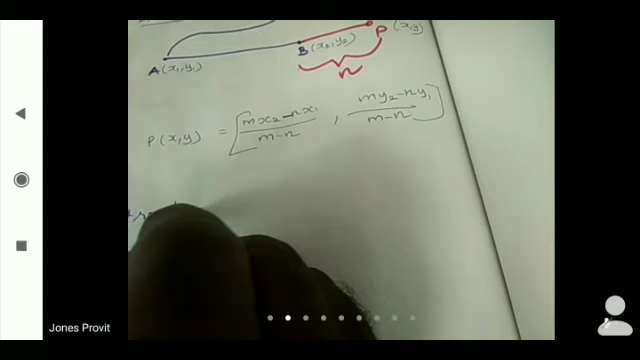 P (x,y)
B (x₂,y₂)
A (x₁,y₁)
n
P(x,y) = [mx₂-nx₁/m-n , my₂-ny₁/m-n]
Jones Provit